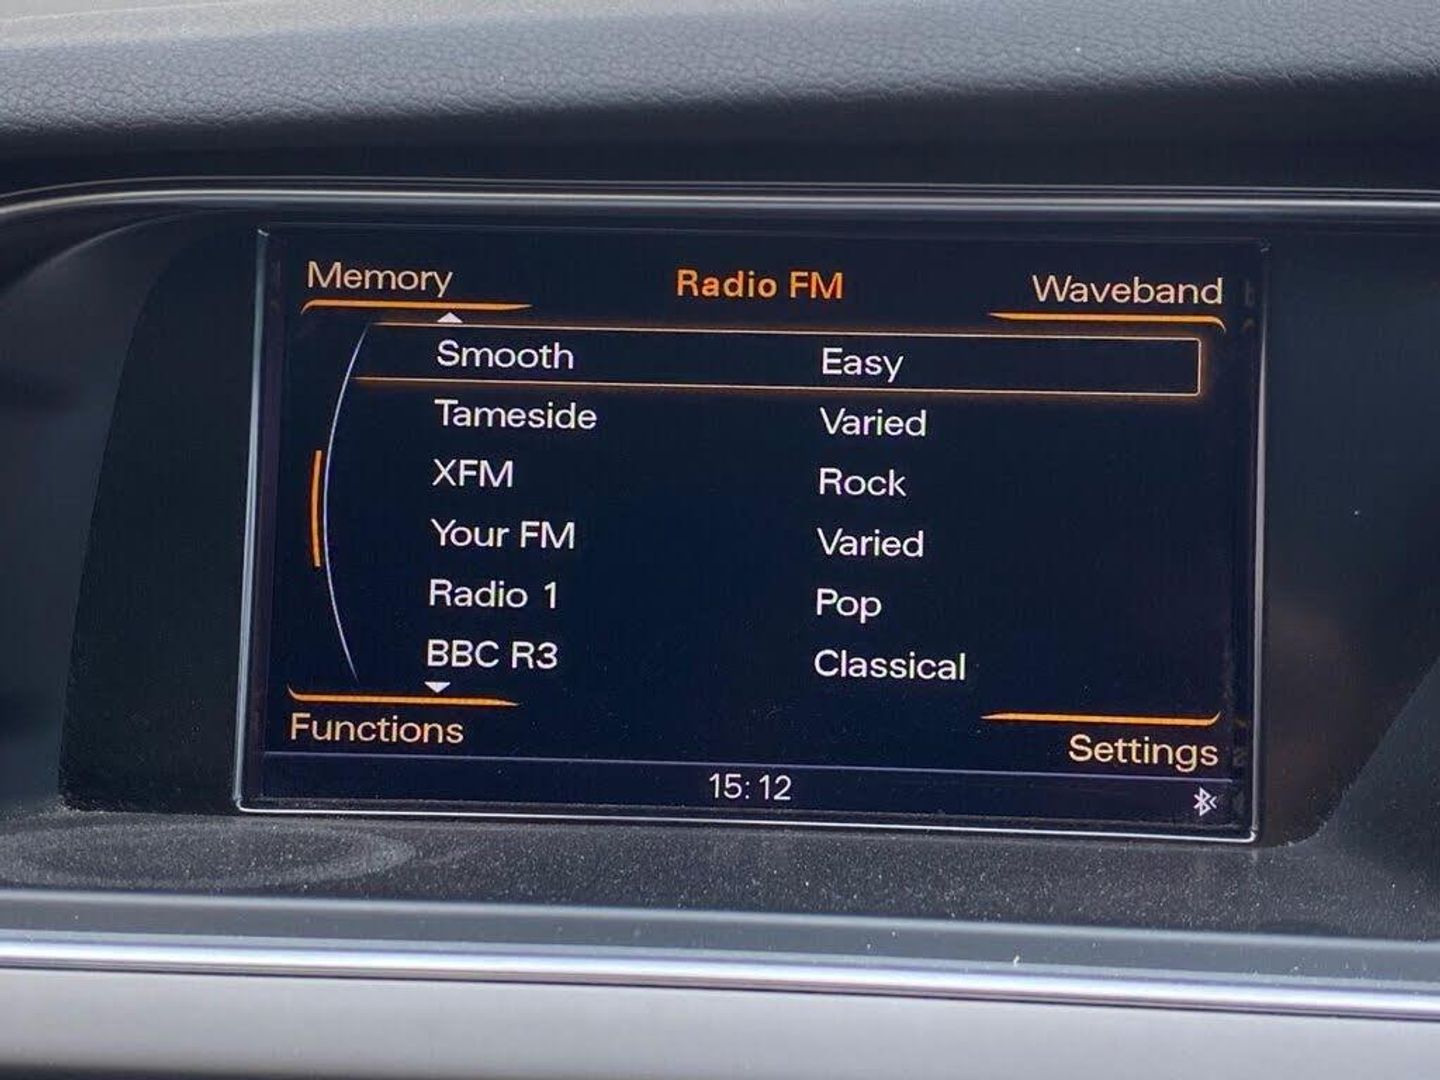 Memory Radio FM Waveband
Smooth Easy
Tameside Varied
XFM Rock
Your FM Varied
Radio 1 Pop
BBC R3 Classical
Functions Settings
15:12